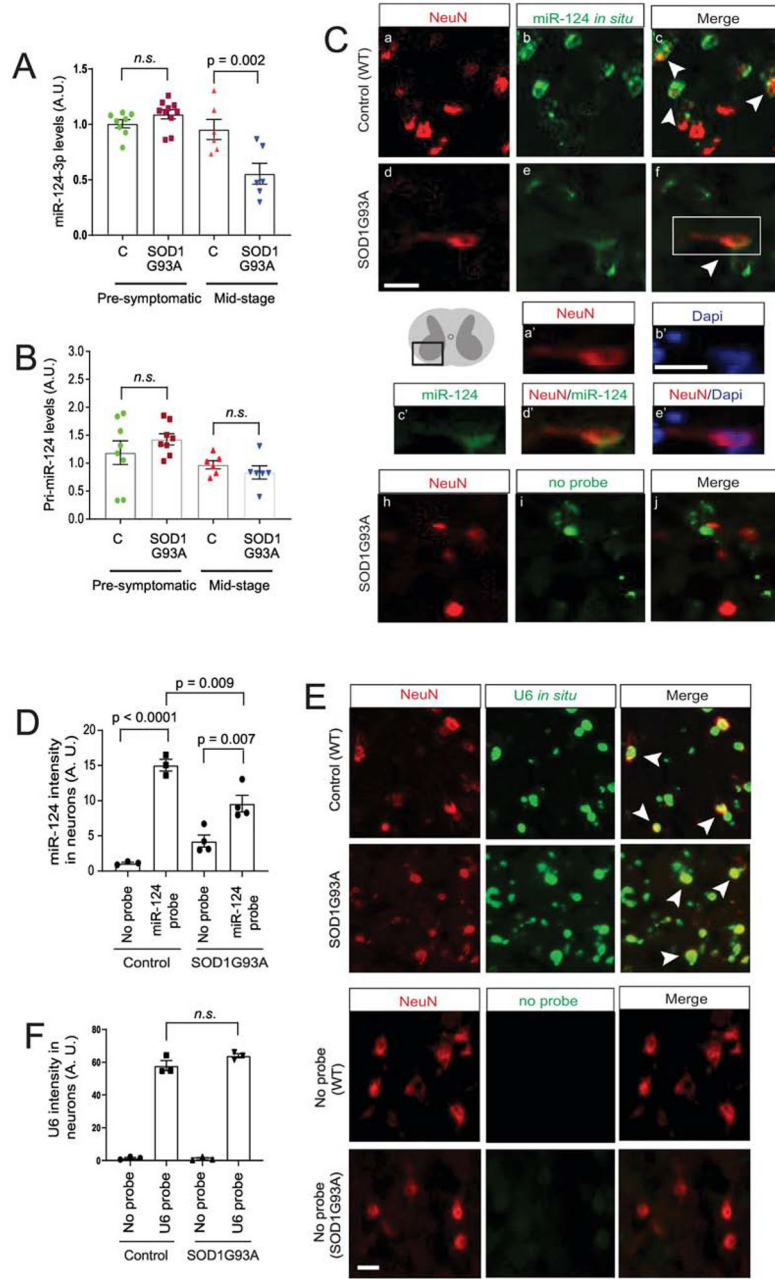 A
n.s.
p = 0.002
miR-124-3p levels (A.U.)
1.5
1.0
0.5
0.0
C
SOD1
G93A
C
SOD1
G93A
Pre-symptomatic
Mid-stage
B
n.s.
n.s.
Pri-miR-124 levels (A.U.)
3.0
2.5
2.0
1.5
1.0
0.5
0.0
C
SOD1
G93A
C
SOD1
G93A
Pre-symptomatic
Mid-stage
C
NeuN
miR-124 in situ
Merge
Control (WT)
a
b
c
SOD1G93A
d
e
f
NeuN
Dapi
a'
b'
miR-124
NeuN/miR-124
NeuN/Dapi
c'
d'
e'
NeuN
no probe
Merge
SOD1G93A
h
i
j
D
p = 0.009
p < 0.0001
p = 0.007
miR-124 intensity
in neurons (A. U.)
20
15
10
5
0
No probe
miR-124
probe
No probe
miR-124
probe
Control
SOD1G93A
E
NeuN
U6 in situ
Merge
Control (WT)
SOD1G93A
NeuN
no probe
Merge
No probe
(WT)
No probe
(SOD1G93A)
F
n.s.
U6 intensity in
neurons (A. U.)
80
60
40
20
0
No probe
U6 probe
No probe
U6 probe
Control
SOD1G93A